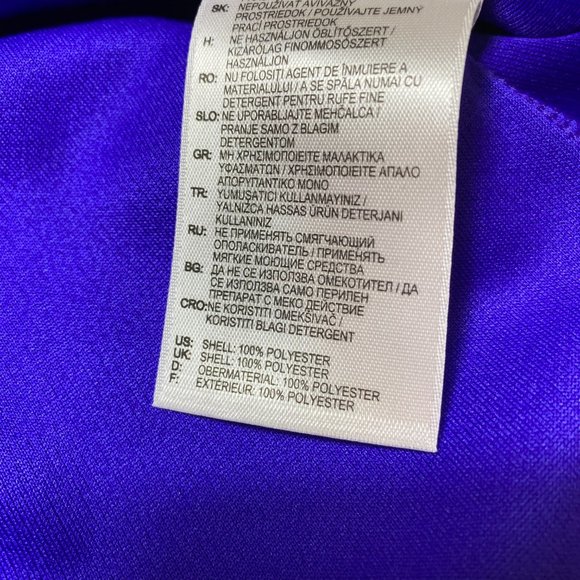 SK: NEPOUŽÍVAT AVIVÁŽNY
PROSTRIEDOK / POUŽÍVAJTE JEMNÝ
PRACÍ PROSTRIEDOK
H: NE HASZNÁLJON ÖBLÍTŐSZERT /
KIZÁRÓLAG FINOMMOSÓSZERT
HASZNÁLJON
RO: NU FOLOSIȚI AGENT DE ÎNMUIERE A
MATERIALULUI / A SE SPĂLA NUMAI CU
DETERGENT PENTRU RUFE FINE
SLO: NE UPORABLJAJTE MEHČALCA /
PRANJE SAMO Z BLAGIM
DETERGENTOM
GR: ΜΗ ΧΡΗΣΙΜΟΠΟΙΕΙΤΕ ΜΑΛΑΚΤΙΚΑ
ΥΦΑΣΜΑΤΩΝ / ΧΡΗΣΙΜΟΠΟΙΕΙΤΕ ΑΠΑΛΟ
ΑΠΟΡΥΠΑΝΤΙΚΟ ΜΟΝΟ
TR: YUMUŞATICI KULLANMAYINIZ /
YALNIZCA HASSAS ÜRÜN DETERJANI
KULLANINIZ
RU: НЕ ПРИМЕНЯТЬ СМЯГЧАЮЩИЙ
ОПОЛАСКИВАТЕЛЬ / ПРИМЕНЯТЬ
МЯГКИЕ МОЮЩИЕ СРЕДСТВА
BG: ДА НЕ СЕ ИЗПОЛЗВА ОМЕКОТИТЕЛ / ДА
СЕ ИЗПОЛЗВА САМО ПЕРИЛЕН
ПРЕПАРАТ С МЕКО ДЕЙСТВИЕ
CRO: NE KORISTITI OMEKŠIVAČ /
KORISTITI BLAGI DETERGENT
US: SHELL: 100% POLYESTER
UK: SHELL: 100% POLYESTER
D: OBERMATERIAL: 100% POLYESTER
F: EXTÉRIEUR: 100% POLYESTER